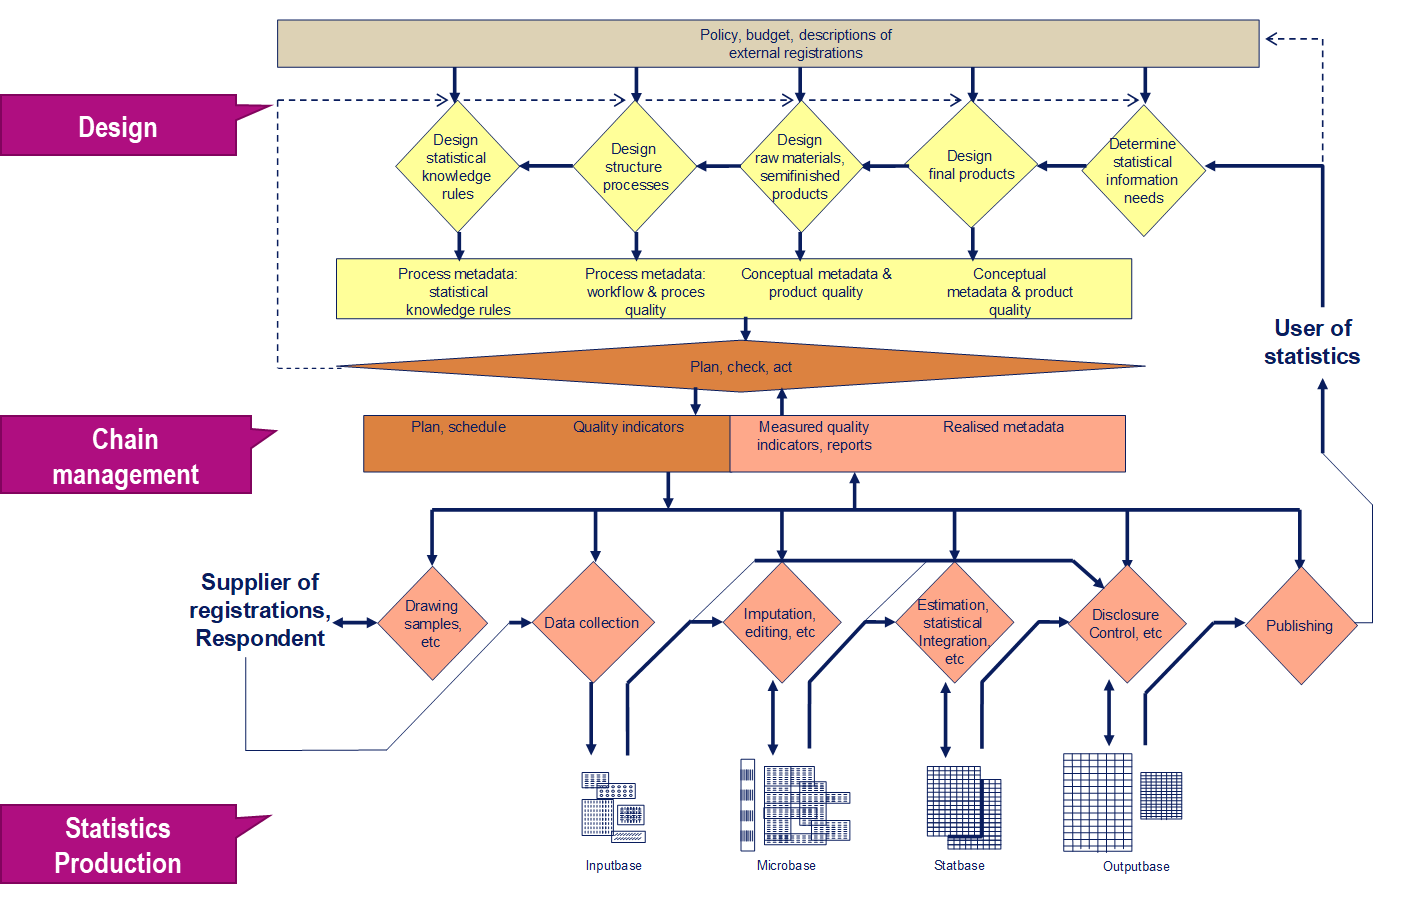 Policy, budget, descriptions of
external registrations
Design
Design
statistical
knowledge
rules
Design
structure
processes
Design
raw materials,
semifinished
products
Design
final products
Determine
statistical
information
needs
Process metadata:
statistical
knowledge rules
Process metadata:
workflow & proces
quality
Conceptual metadata &
product quality
Conceptual
metadata & product
quality
User of
statistics
Plan, check, act
Chain
management
Plan, schedule
Quality indicators
Measured quality
indicators, reports
Realised metadata
Supplier of
registrations,
Respondent
Drawing
samples,
etc
Data collection
Imputation,
editing, etc
Estimation,
statistical
Integration,
etc
Disclosure
Control, etc
Publishing
Statistics
Production
Inputbase
Microbase
Statbase
Outputbase